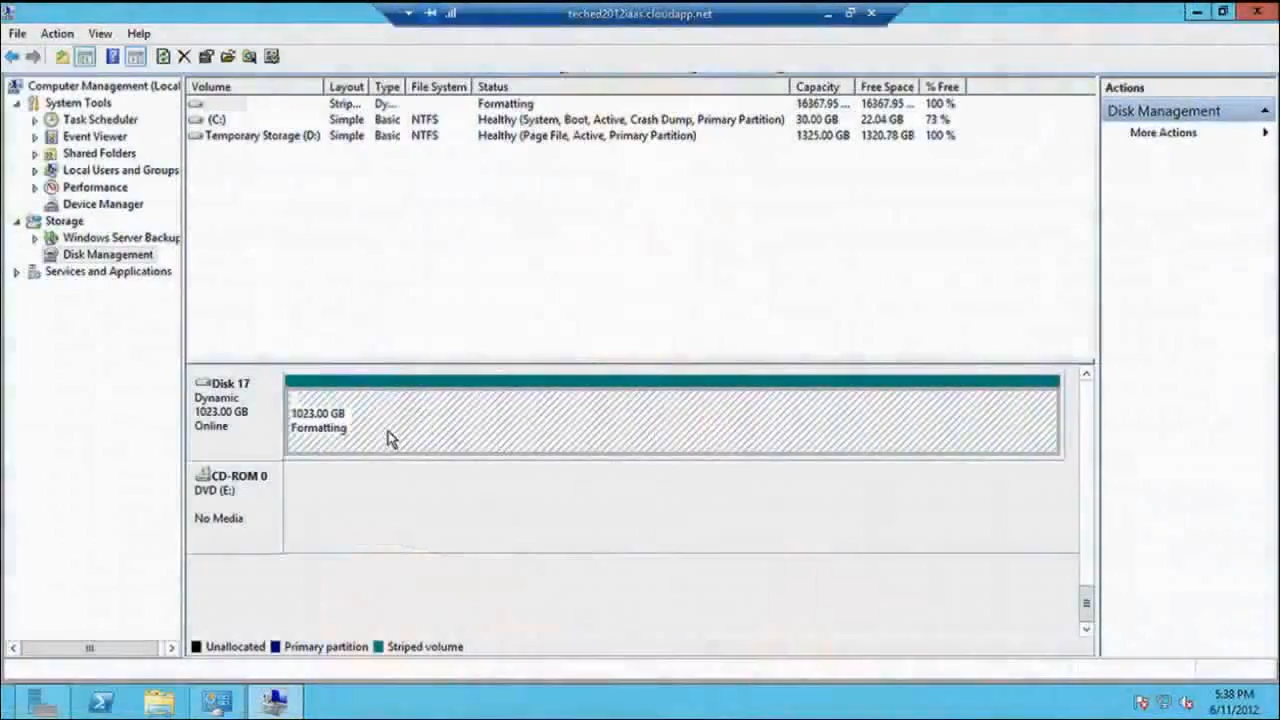 teched2012iaas.cloudapp.net
File Action View Help
Computer Management (Local
System Tools
Task Scheduler
Event Viewer
Shared Folders
Local Users and Groups
Performance
Device Manager
Storage
Windows Server Backup
Disk Management
Services and Applications
Volume Layout Type File System Status Capacity Free Space % Free
Strip... Dy... Formatting 16367.95 ... 16367.95 ... 100 %
(C:) Simple Basic NTFS Healthy (System, Boot, Active, Crash Dump, Primary Partition) 30.00 GB 22.04 GB 73 %
Temporary Storage (D:) Simple Basic NTFS Healthy (Page File, Active, Primary Partition) 1325.00 GB 1320.78 GB 100 %
Disk 17
Dynamic
1023.00 GB
Online
1023.00 GB
Formatting
CD-ROM 0
DVD (E:)
No Media
Unallocated Primary partition Striped volume
Actions
Disk Management
More Actions
5:38 PM
6/11/2012